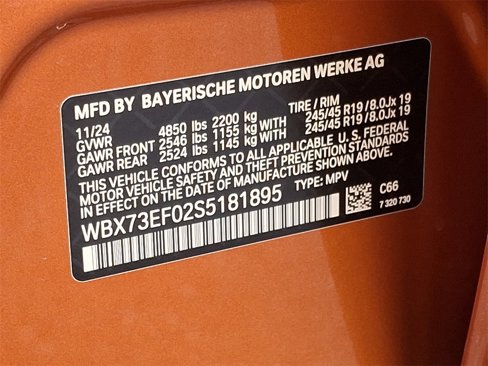 MFD BY BAYERISCHE MOTOREN WERKE AG
11/24 TIRE / RIM
GVWR 4850 lbs 2200 kg
GAWR FRONT 2546 lbs 1155 kg WITH 245/45 R19 / 8.0Jx 19
GAWR REAR 2524 lbs 1145 kg WITH 245/45 R19 / 8.0Jx 19
THIS VEHICLE CONFORMS TO ALL APPLICABLE U. S. FEDERAL
MOTOR VEHICLE SAFETY AND THEFT PREVENTION STANDARDS
IN EFFECT ON THE DATE OF MANUFACTURE SHOWN ABOVE.
WBX73EF02S5181895 TYPE: MPV C66
7 320 730